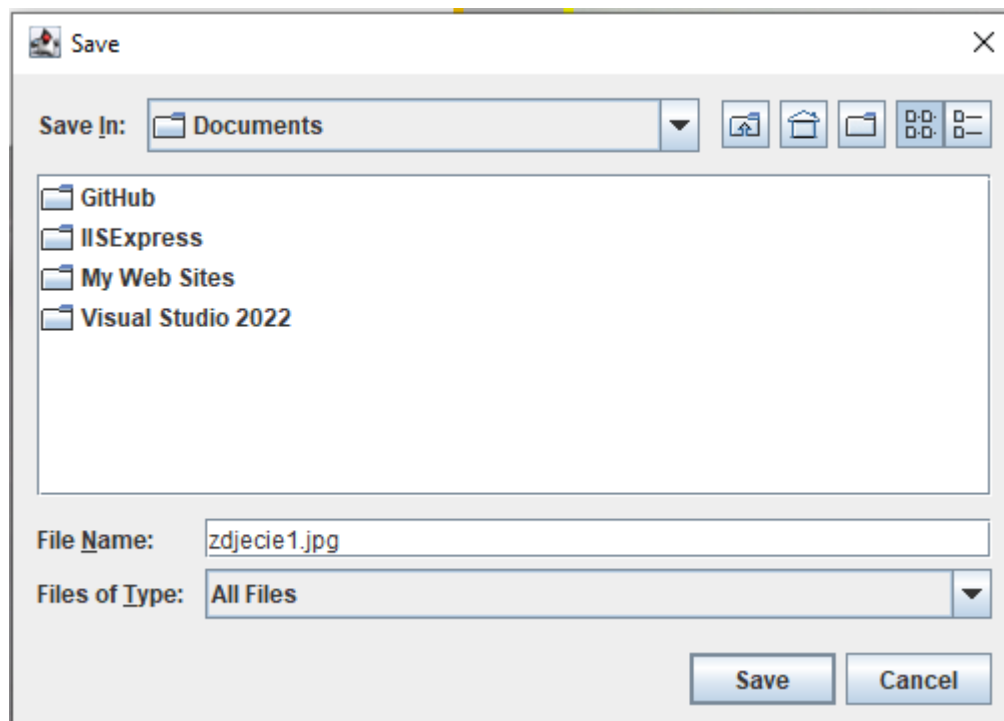 Save
Save In: Documents
GitHub
IISExpress
My Web Sites
Visual Studio 2022
File Name: zdjecie1.jpg
Files of Type: All Files
Save Cancel